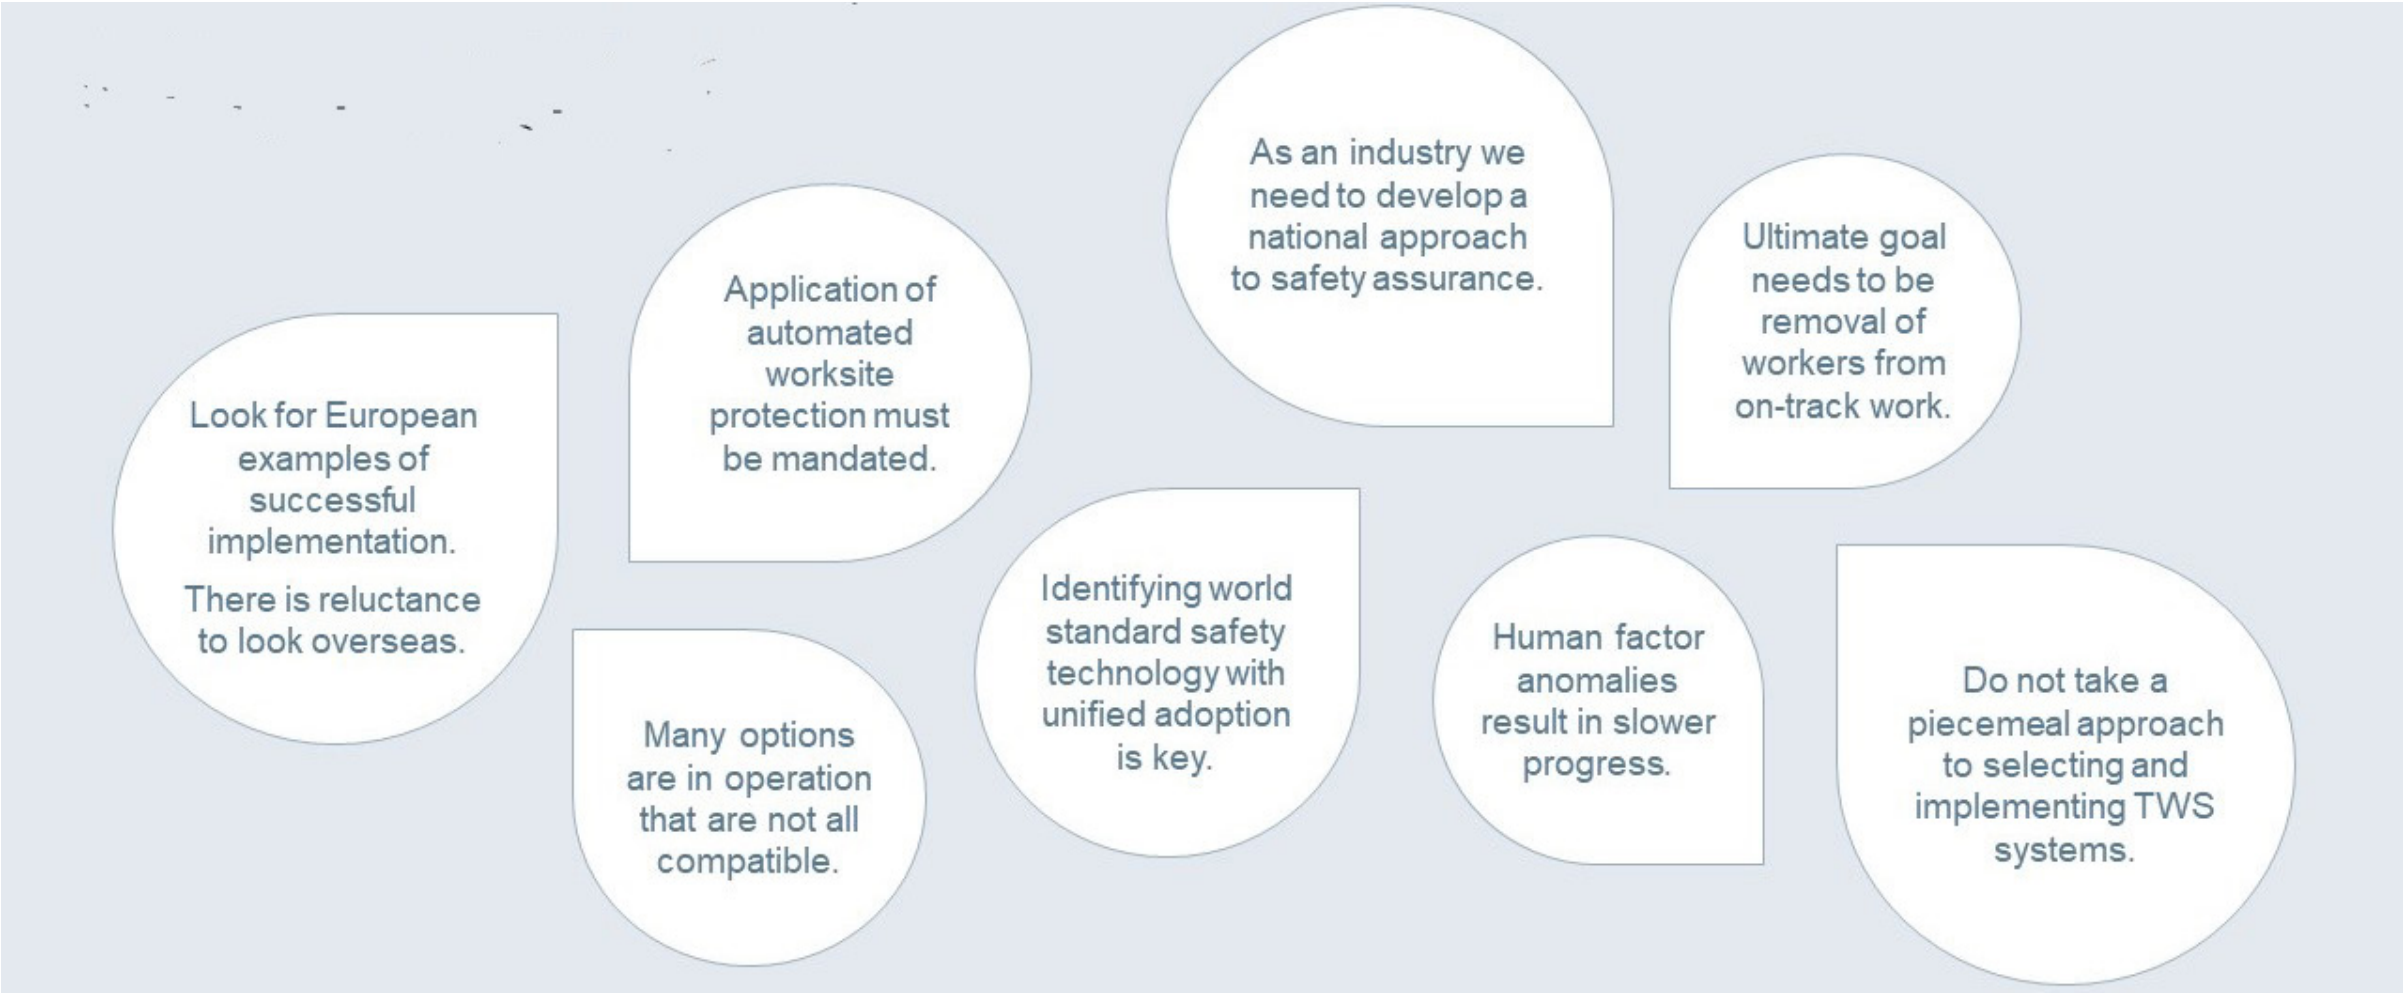 Look for European
examples of
successful
implementation.
There is reluctance
to look overseas.
Application of
automated
worksite
protection must
be mandated.
Many options
are in operation
that are not all
compatible.
As an industry we
need to develop a
national approach
to safety assurance.
Identifying world
standard safety
technology with
unified adoption
is key.
Ultimate goal
needs to be
removal of
workers from
on-track work.
Human factor
anomalies
result in slower
progress.
Do not take a
piecemeal approach
to selecting and
implementing TWS
systems.